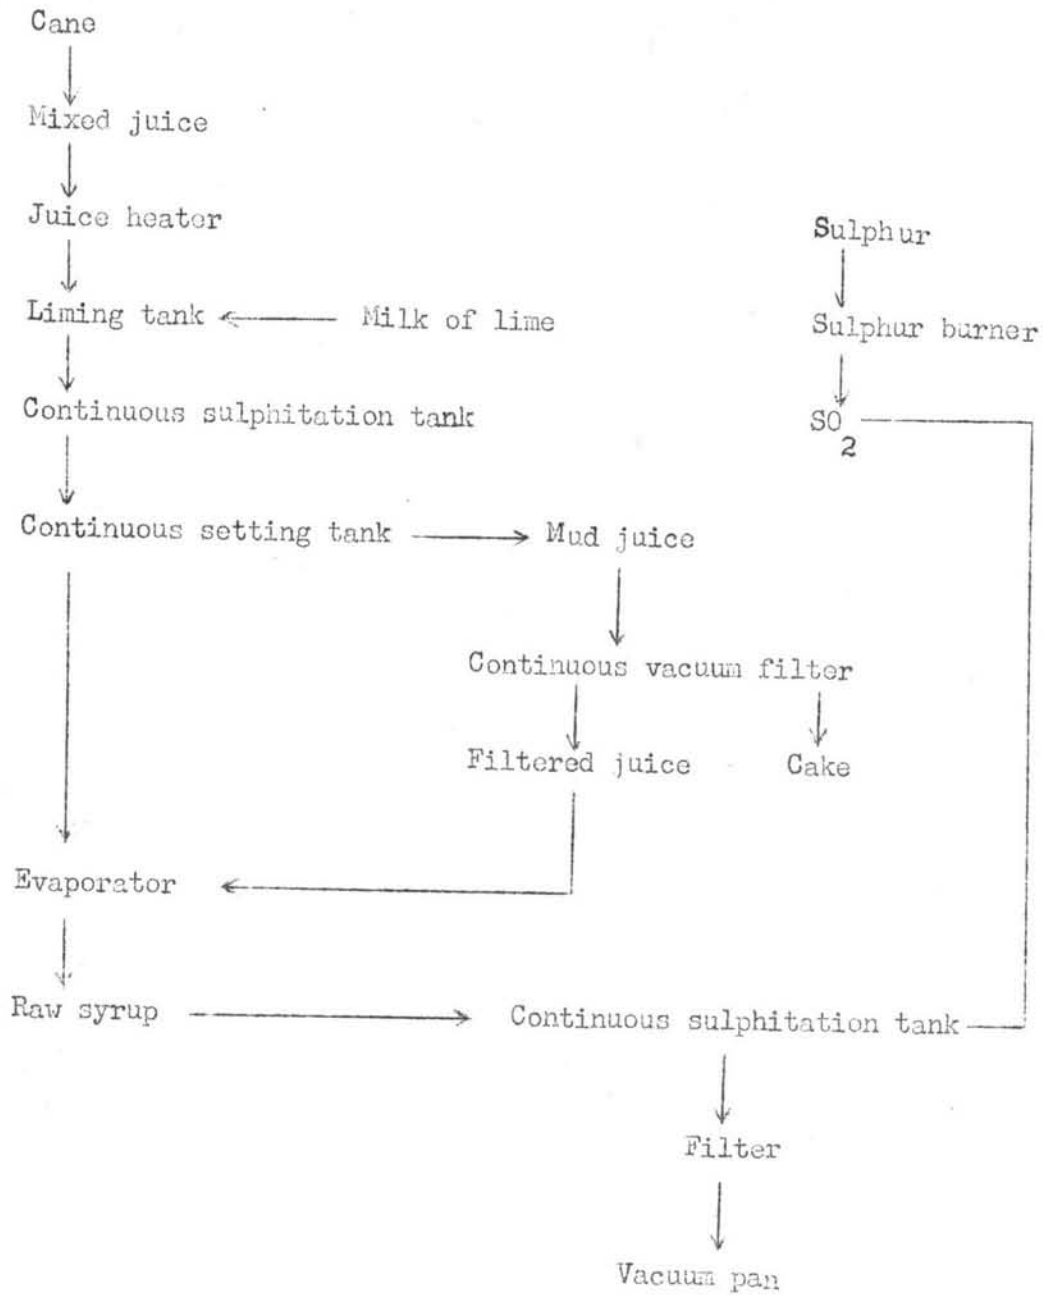 Cane
Mixed juice
Juice heater
Sulphur
Liming tank
Milk of lime
Sulphur burner
Continuous sulphitation tank
SO2
Continuous setting tank
Mud juice
Continuous vacuum filter
Filtered juice
Cake
Evaporator
Raw syrup
Continuous sulphitation tank
Filter
Vacuum pan